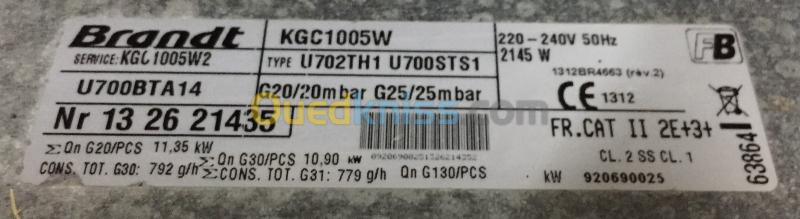 Brandt
SERVICE: KGC1005W2
U700BTA14
Nr 13 26 21435
Σ: Qn G20/PCS 11,35 kW
CONS. TOT. G30: 792 g/h
KGC1005W
TYPE U702TH1 U700STS1
G20/20mbar G25/25mbar
Ouedkniss.com
Σ: Qn G30/PCS 10,90 kW
CONS. TOT. G31: 779 g/h
Qn G130/PCS kW
220-240V 50Hz
2145 W
1312BR4663 (rev.2)
CE 1312
FR.CAT II 2E+3+
CL. 2 SS CL. 1
920690025
FB
63864